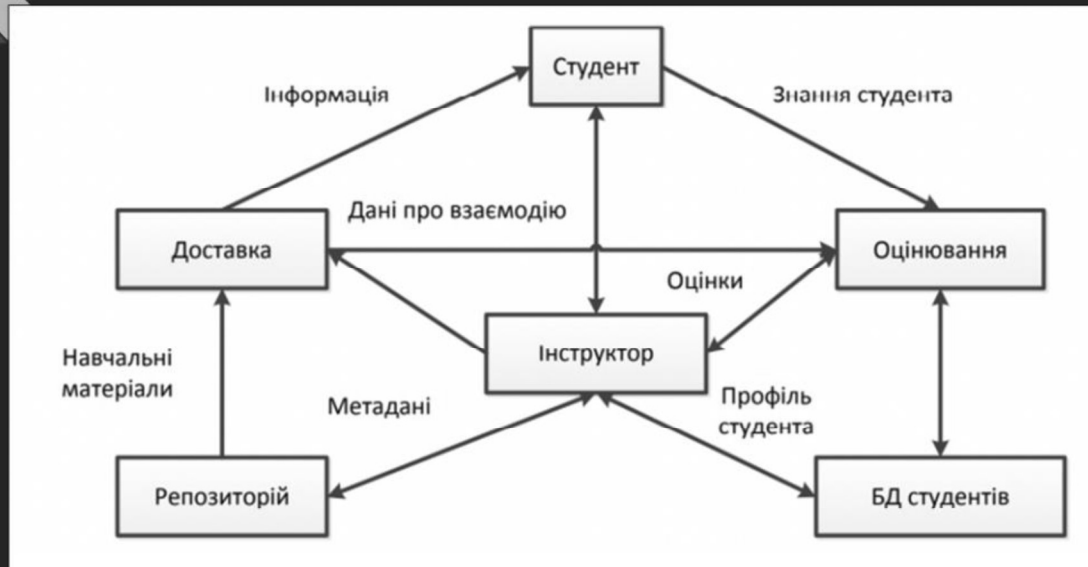 Студент
Інформація
Знання студента
Дані про взаємодію
Доставка
Оцінювання
Оцінки
Інструктор
Навчальні
матеріали
Метадані
Профіль
студента
Репозиторій
БД студентів